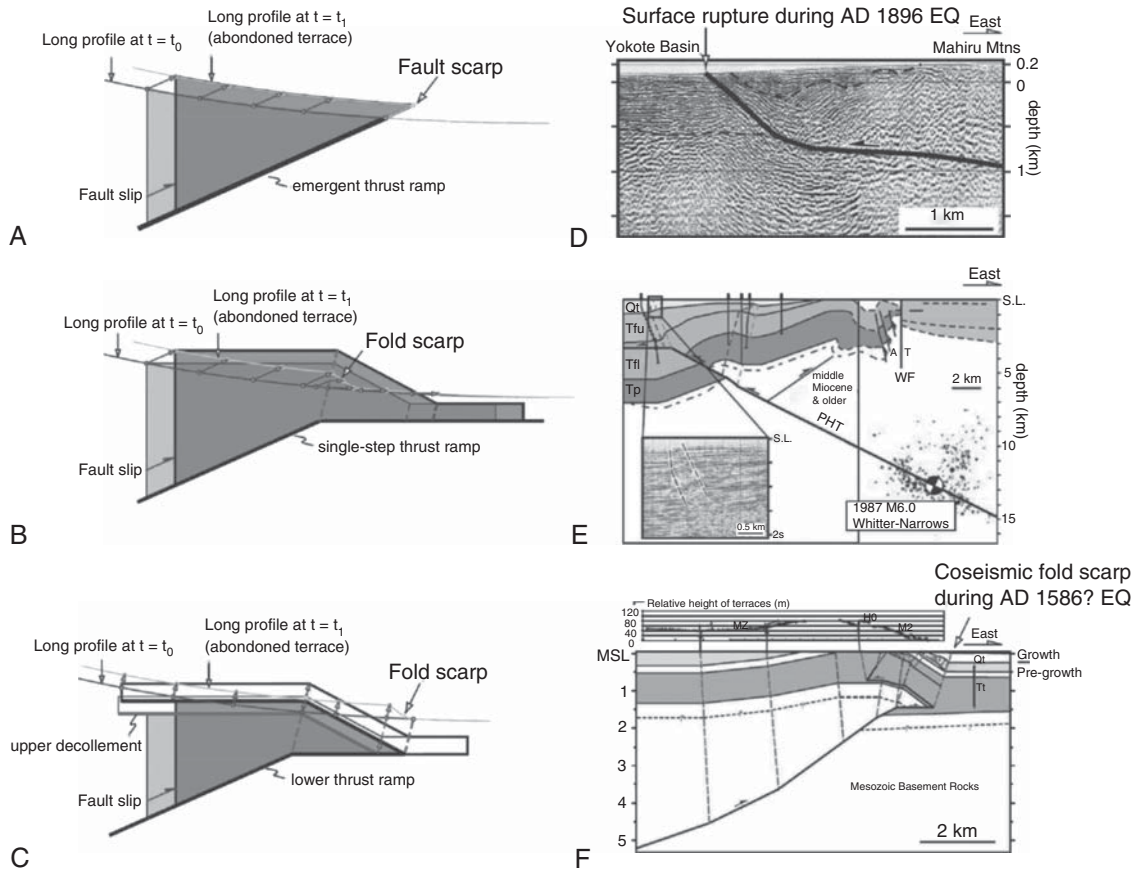 Long profile at t = t1
(abondoned terrace)
Long profile at t = t0
Fault scarp
Fault slip
emergent thrust ramp
A
Surface rupture during AD 1896 EQ
East
Yokote Basin
Mahiru Mtns
0.2
0
1
depth (km)
1 km
D
Long profile at t = t1
(abondoned terrace)
Long profile at t = t0
Fold scarp
single-step thrust ramp
Fault slip
B
East
S.L.
Qt
Tfu
Tfl
Tp
A T
WF
2 km
5
10
15
depth (km)
middle
Miocene
& older
PHT
S.L.
0.5 km
2s
1987 M6.0
Whitter-Narrows
E
Long profile at t = t1
(abondoned terrace)
Long profile at t = t0
Fold scarp
upper decollement
lower thrust ramp
Fault slip
C
Coseismic fold scarp
during AD 1586? EQ
East
Relative height of terraces (m)
120
80
40
0
MZ
H0
M2
MSL
Qt
Growth
Pre-growth
Tt
1
2
3
4
5
Mesozoic Basement Rocks
2 km
F